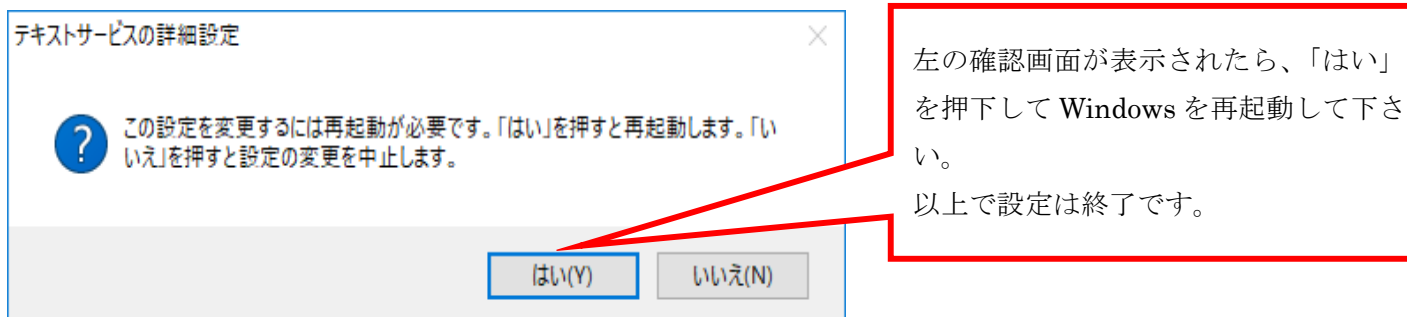 テキストサービスの詳細設定
この設定を変更するには再起動が必要です。「はい」を押すと再起動します。「い
いえ」を押すと設定の変更を中止します。
はい(Y)
いいえ(N)
左の確認画面が表示されたら、「はい」
を押下して Windows を再起動して下さ
い。
以上で設定は終了です。